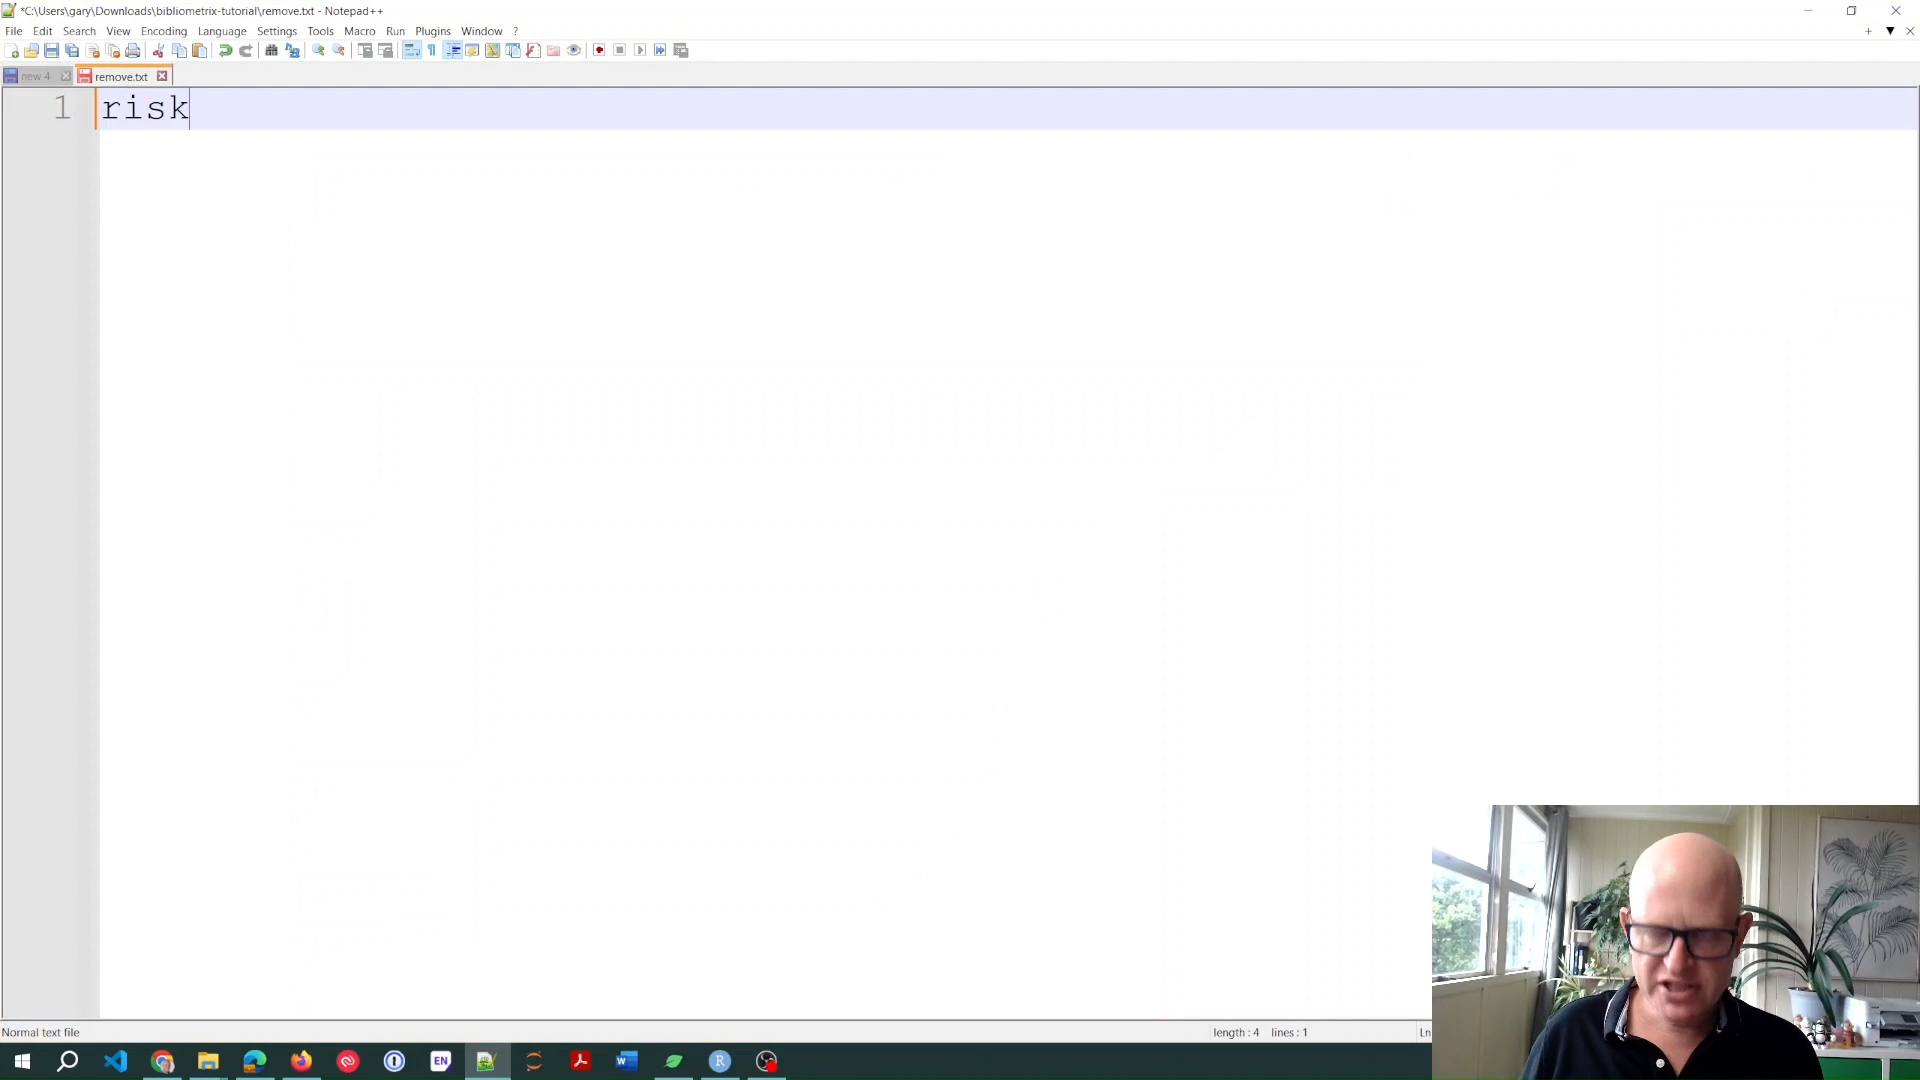 *C:\Users\gary\Downloads\bibliometrix-tutorial\remove.txt - Notepad++
File Edit Search View Encoding Language Settings Tools Macro Run Plugins Window ?
new 4 remove.txt
1 risk
Normal text file length : 4 lines : 1 Ln
EN